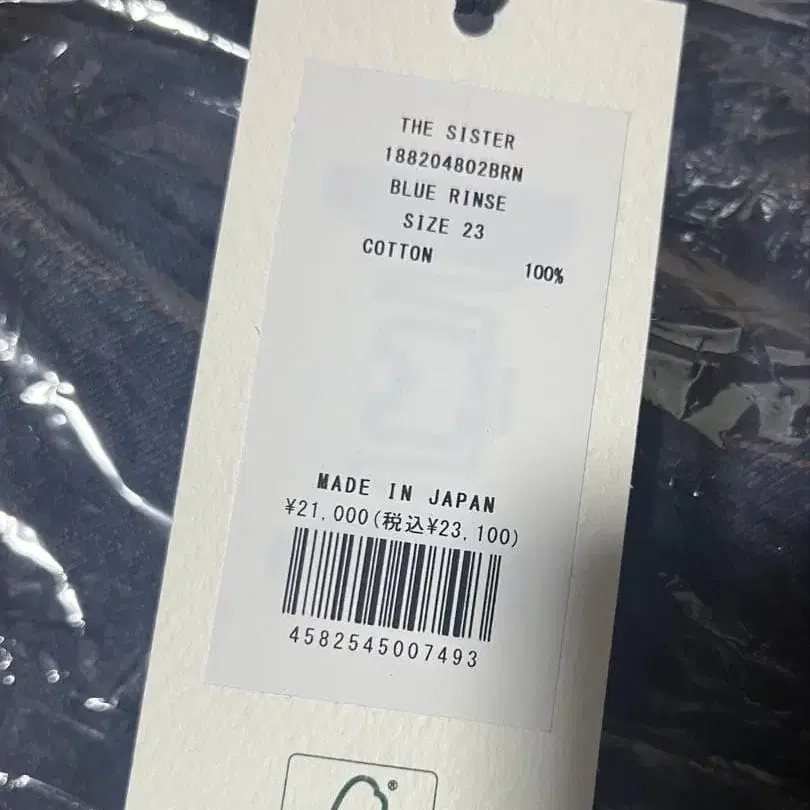 THE SISTER
188204802BRN
BLUE RINSE
SIZE 23
COTTON 100%
MADE IN JAPAN
¥21,000(税込¥23,100)
4582545007493
®